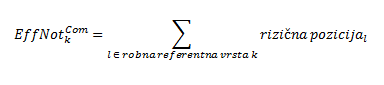 EffNot_k^Com = ∑_{l ∈ robna referentna vrsta k} rizična pozicija_l